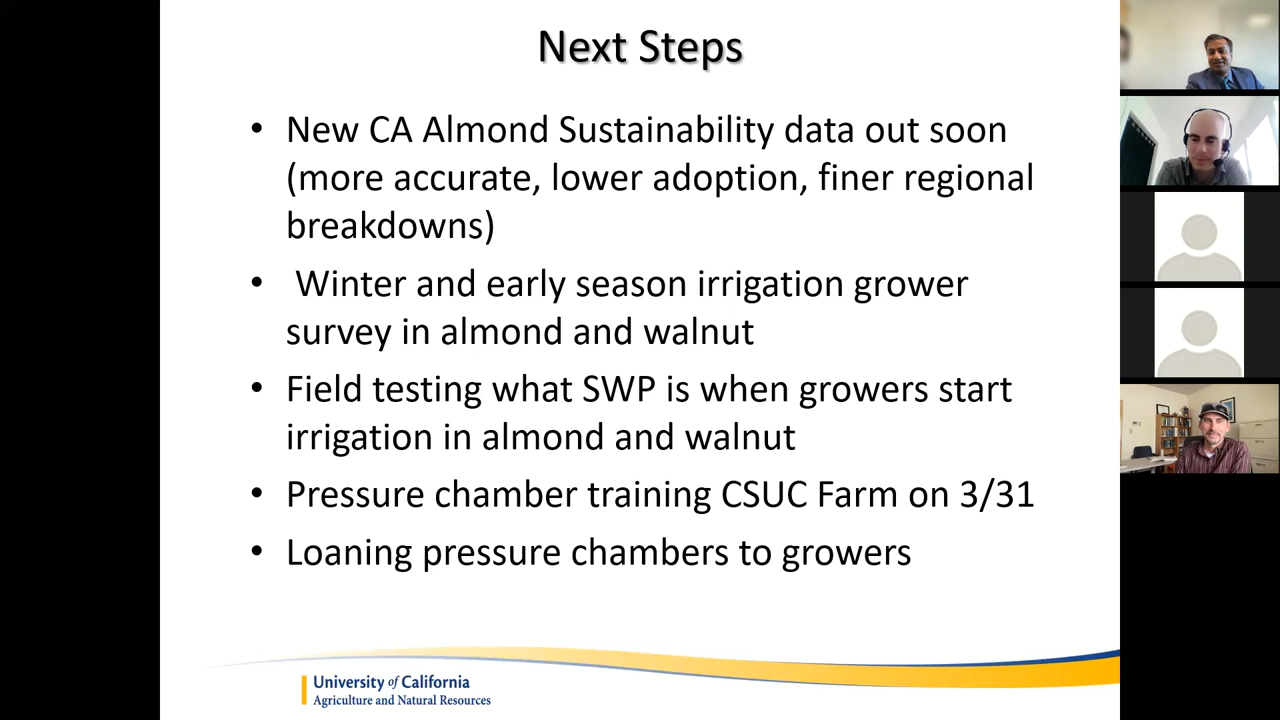 Next Steps
• New CA Almond Sustainability data out soon
(more accurate, lower adoption, finer regional
breakdowns)
• Winter and early season irrigation grower
survey in almond and walnut
• Field testing what SWP is when growers start
irrigation in almond and walnut
• Pressure chamber training CSUC Farm on 3/31
• Loaning pressure chambers to growers
University of California
Agriculture and Natural Resources